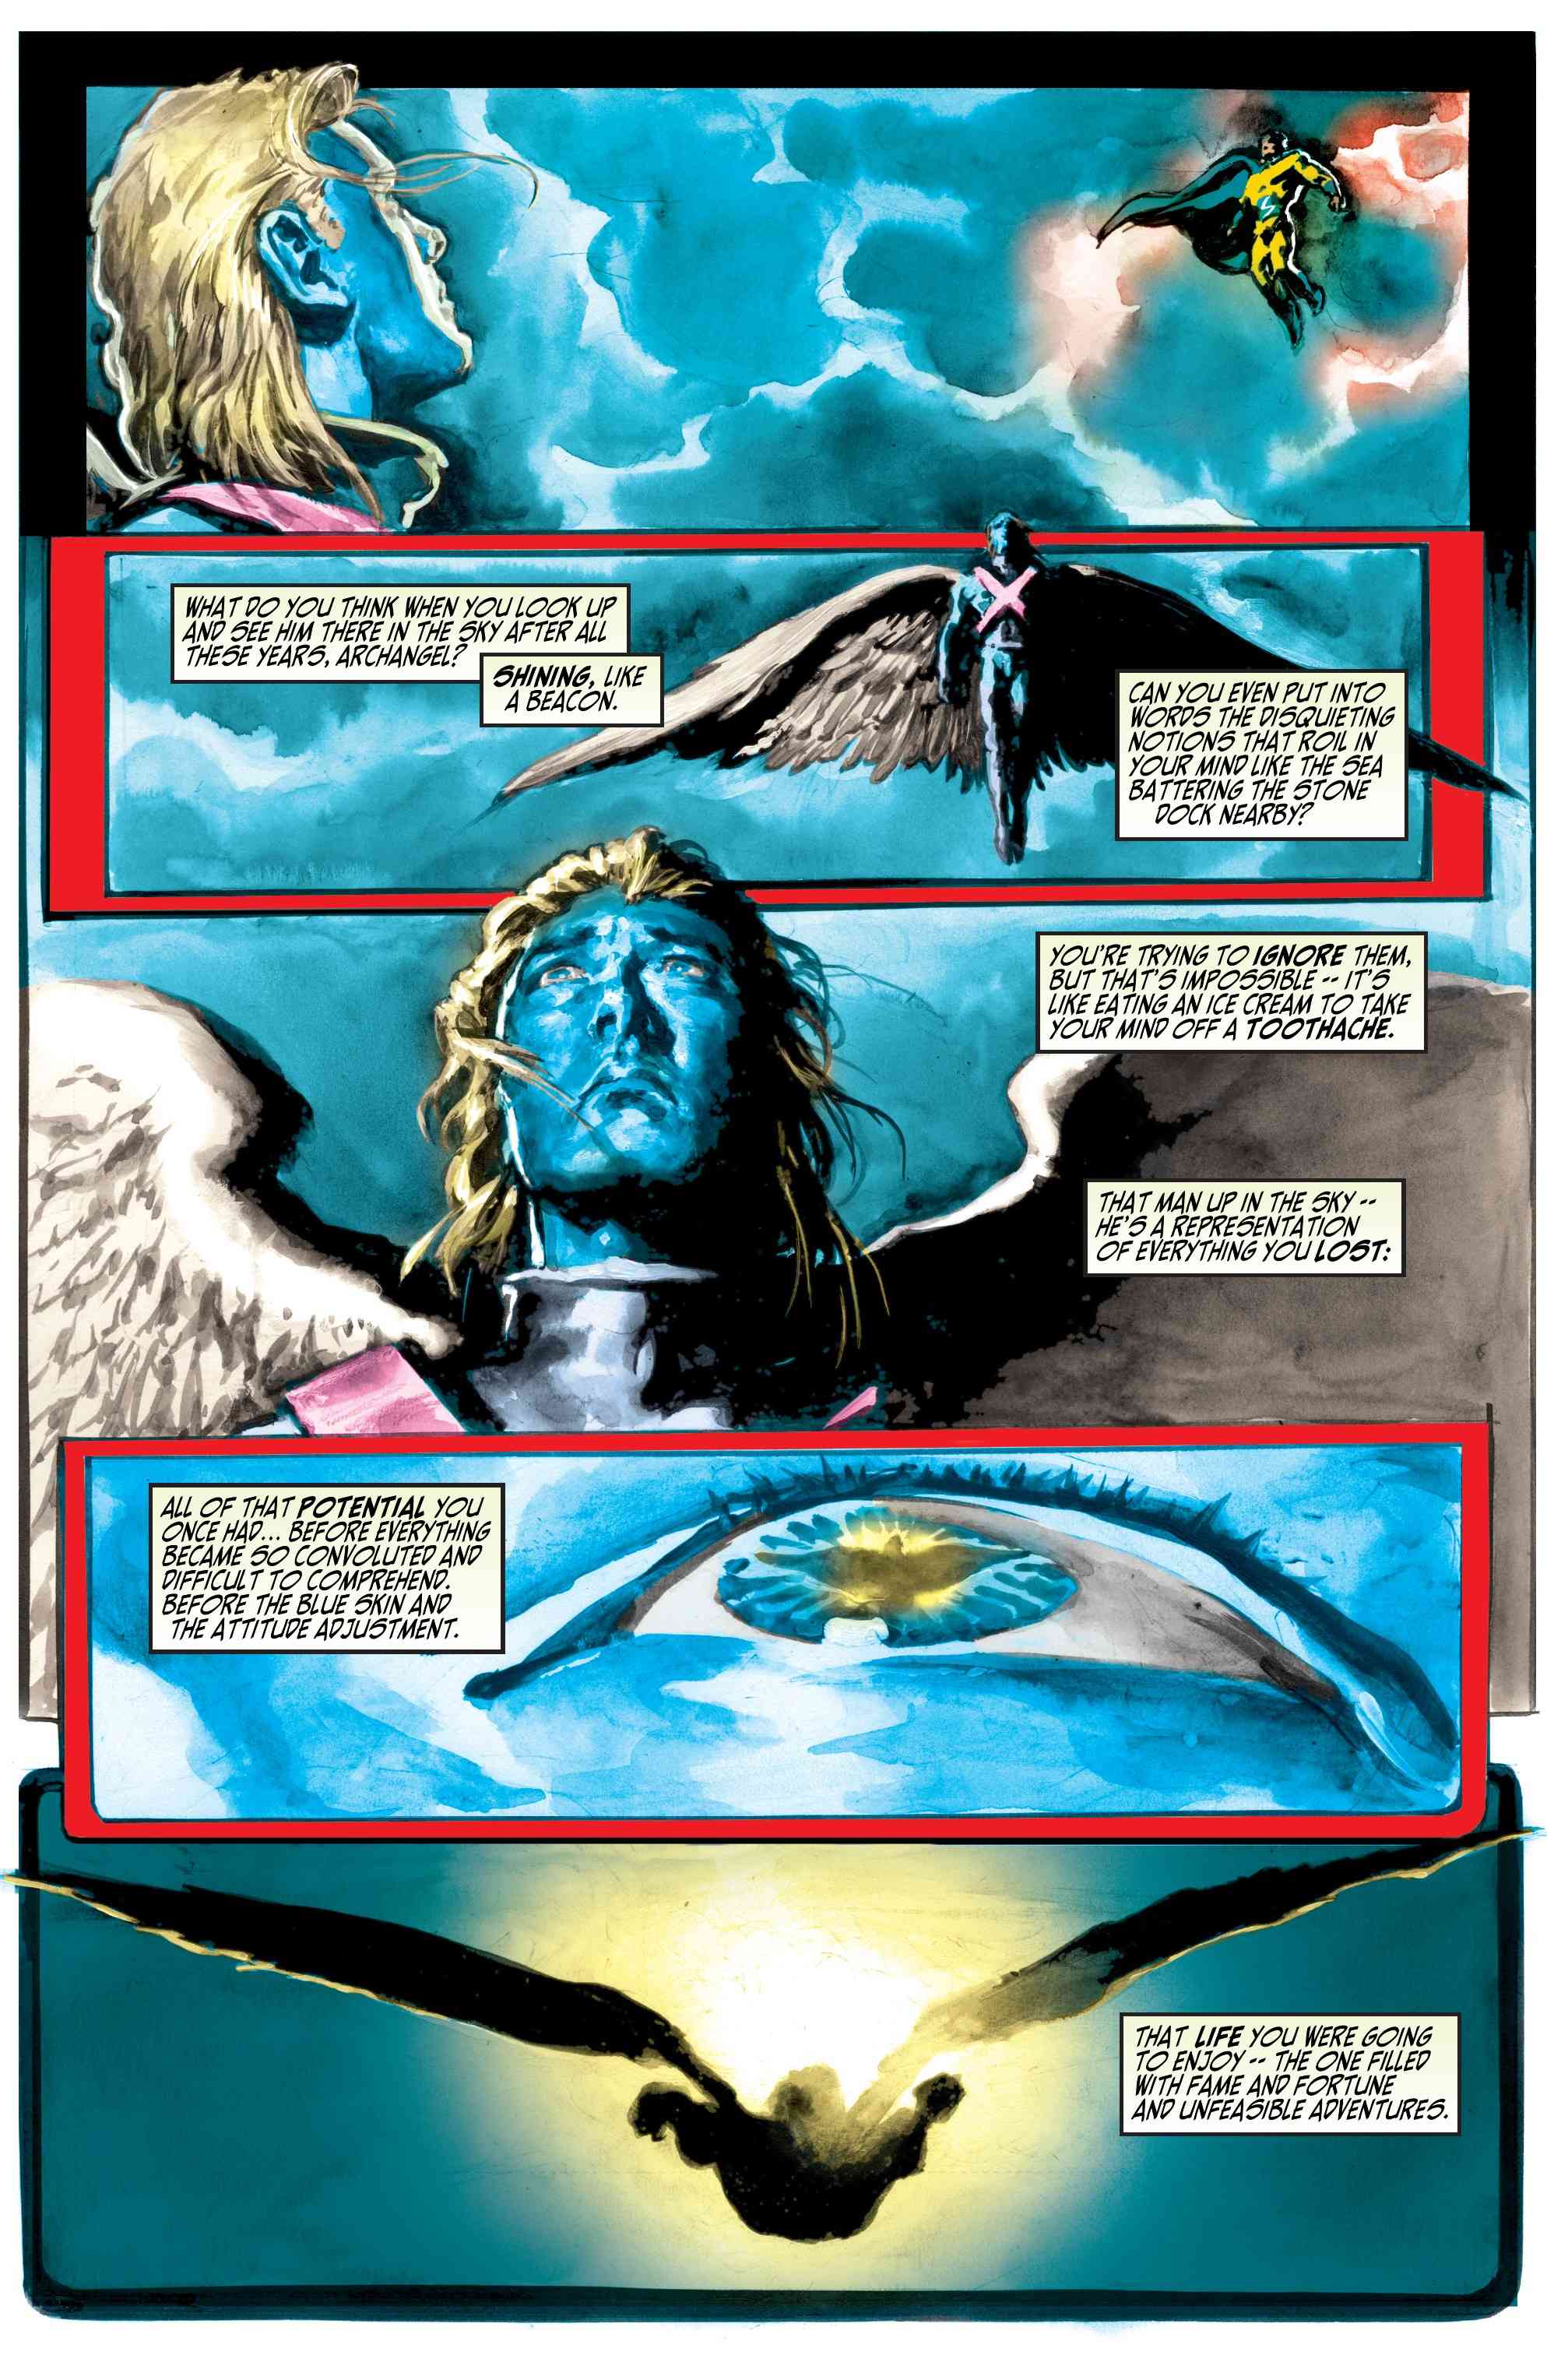 WHAT DO YOU THINK WHEN YOU LOOK UP
AND SEE HIM THERE IN THE SKY AFTER ALL
THESE YEARS, ARCHANGEL?
SHINING, LIKE
A BEACON.
CAN YOU EVEN PUT INTO
WORDS THE DISQUIETING
NOTIONS THAT ROIL IN
YOUR MIND LIKE THE SEA
BATTERING THE STONE
DOCK NEARBY?
YOU'RE TRYING TO IGNORE THEM,
BUT THAT'S IMPOSSIBLE -- IT'S
LIKE EATING AN ICE CREAM TO TAKE
YOUR MIND OFF A TOOTHACHE.
THAT MAN UP IN THE SKY --
HE'S A REPRESENTATION
OF EVERYTHING YOU LOST:
ALL OF THAT POTENTIAL YOU
ONCE HAD... BEFORE EVERYTHING
BECAME SO CONVOLUTED AND
DIFFICULT TO COMPREHEND.
BEFORE THE BLUE SKIN AND
THE ATTITUDE ADJUSTMENT.
THAT LIFE YOU WERE GOING
TO ENJOY -- THE ONE FILLED
WITH FAME AND FORTUNE
AND UNFEASIBLE ADVENTURES.